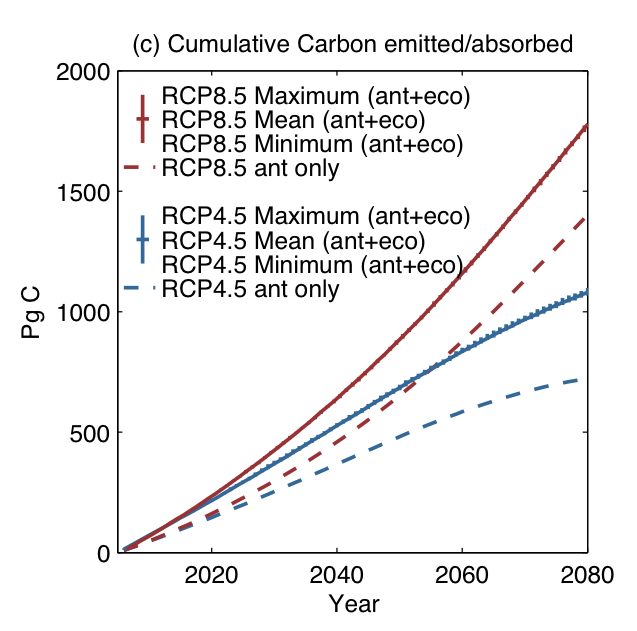 (c) Cumulative Carbon emitted/absorbed
2000
RCP8.5 Maximum (ant+eco)
RCP8.5 Mean (ant+eco)
RCP8.5 Minimum (ant+eco)
RCP8.5 ant only
1500
RCP4.5 Maximum (ant+eco)
RCP4.5 Mean (ant+eco)
RCP4.5 Minimum (ant+eco)
RCP4.5 ant only
1000
Pg C
500
0
2020 2040 2060 2080
Year